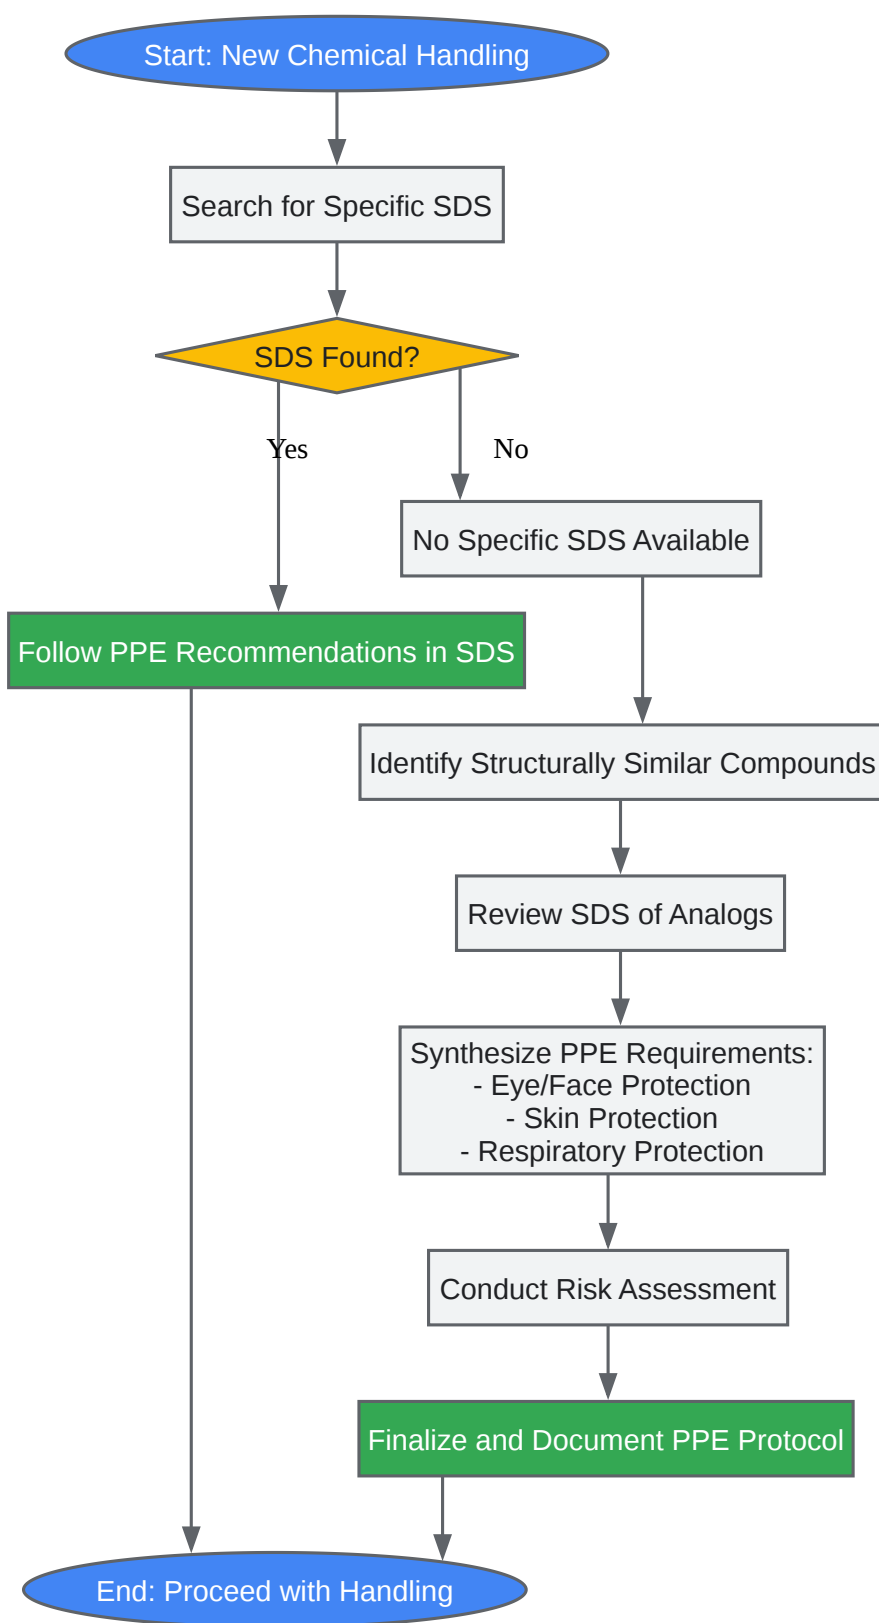 Start: New Chemical Handling
Search for Specific SDS
SDS Found?
Yes
No
No Specific SDS Available
Follow PPE Recommendations in SDS
Identify Structurally Similar Compounds
Review SDS of Analogs
Synthesize PPE Requirements:
- Eye/Face Protection
- Skin Protection
- Respiratory Protection
Conduct Risk Assessment
Finalize and Document PPE Protocol
End: Proceed with Handling